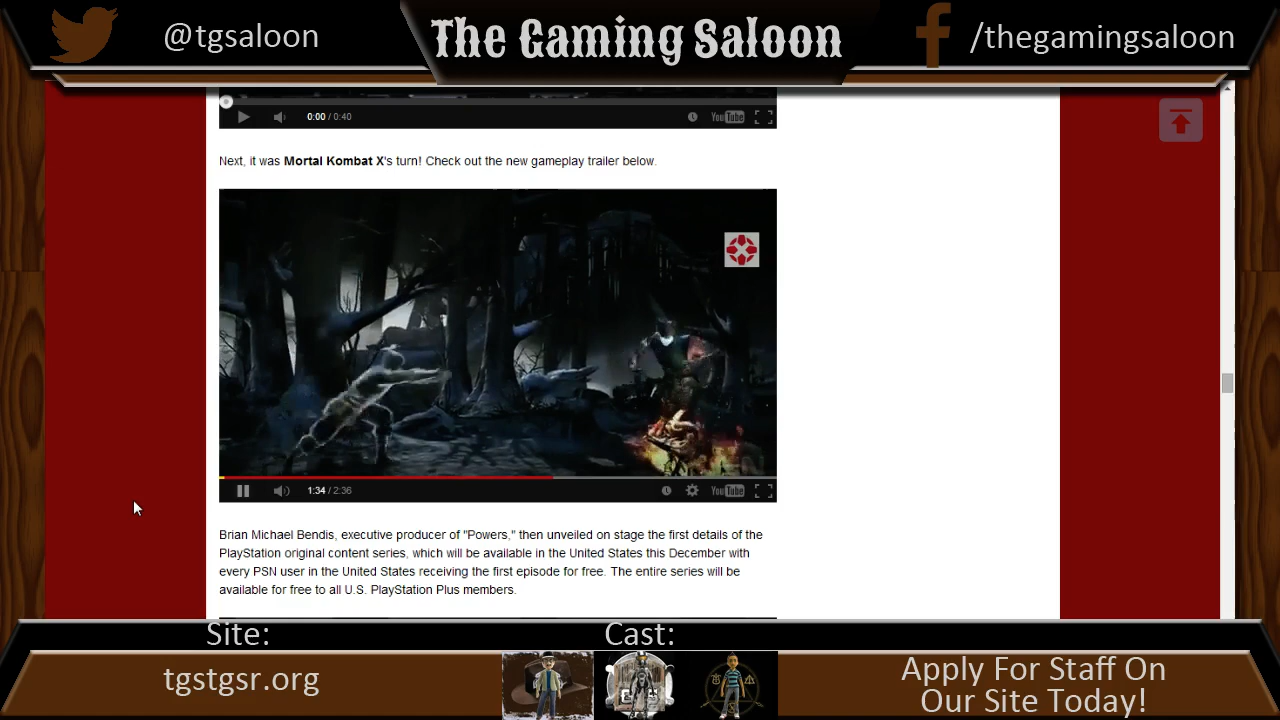 @tgsaloon
The Gaming Saloon
/thegamingsaloon
0:00 / 0:40
YouTube
Next, it was Mortal Kombat X's turn! Check out the new gameplay trailer below.
1:34 / 2:36
YouTube
Brian Michael Bendis, executive producer of "Powers," then unveiled on stage the first details of the
PlayStation original content series, which will be available in the United States this December with
every PSN user in the United States receiving the first episode for free. The entire series will be
available for free to all U.S. PlayStation Plus members.
Site:
Cast:
tgstgsr.org
Apply For Staff On
Our Site Today!